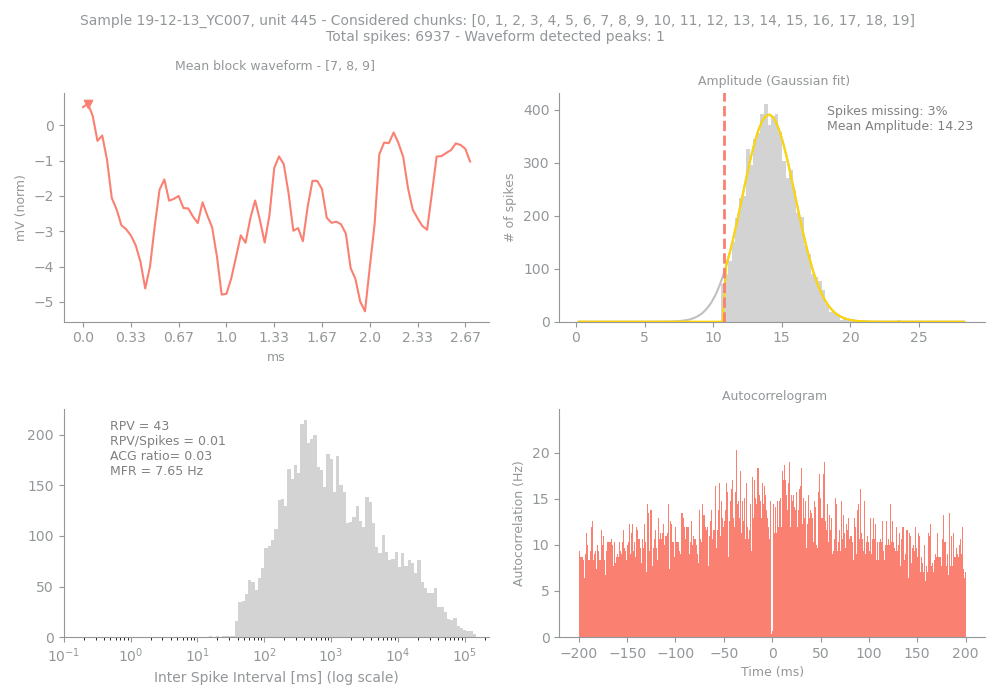 Sample 19-12-13_YC007, unit 445 - Considered chunks: [0, 1, 2, 3, 4, 5, 6, 7, 8, 9, 10, 11, 12, 13, 14, 15, 16, 17, 18, 19]
Total spikes: 6937 - Waveform detected peaks: 1
Mean block waveform - [7, 8, 9]
mV (norm)
0
−1
−2
−3
−4
−5
0.0 0.33 0.67 1.0 1.33 1.67 2.0 2.33 2.67
ms
Amplitude (Gaussian fit)
Spikes missing: 3%
Mean Amplitude: 14.23
# of spikes
400
300
200
100
0
0 5 10 15 20 25
RPV = 43
RPV/Spikes = 0.01
ACG ratio= 0.03
MFR = 7.65 Hz
200
150
100
50
0
10⁻¹ 10⁰ 10¹ 10² 10³ 10⁴ 10⁵
Inter Spike Interval [ms] (log scale)
Autocorrelogram
Autocorrelation (Hz)
20
15
10
5
0
−200 −150 −100 −50 0 50 100 150 200
Time (ms)